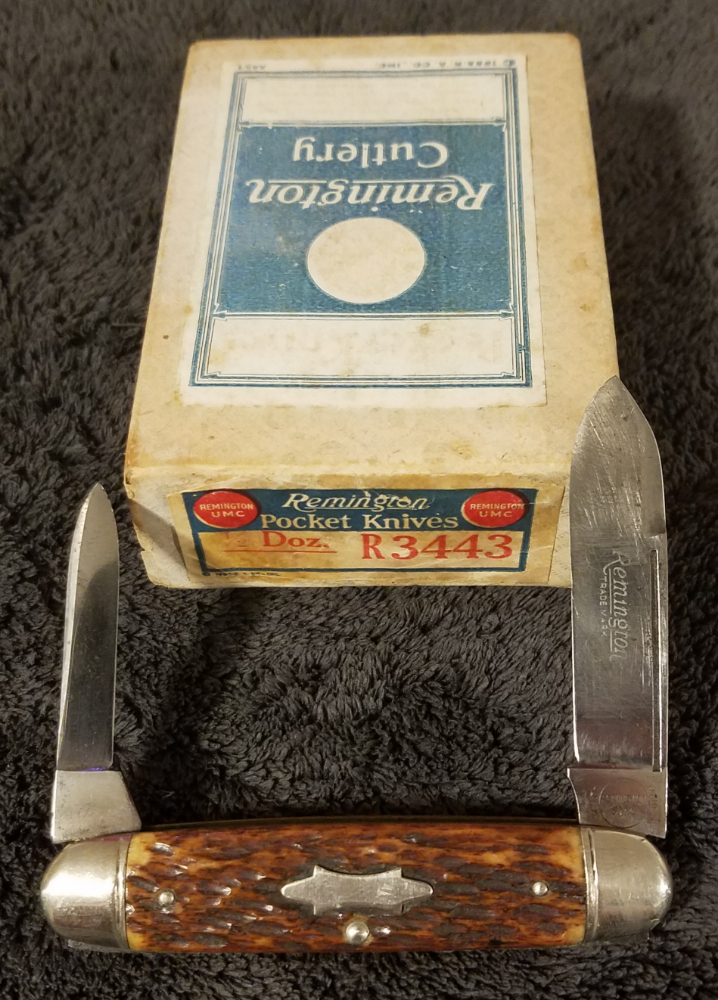 Remington
Cutlery
REMINGTON
UMC
Remington
Pocket Knives
REMINGTON
UMC
Doz. R3443
Remington
TRADE MARK